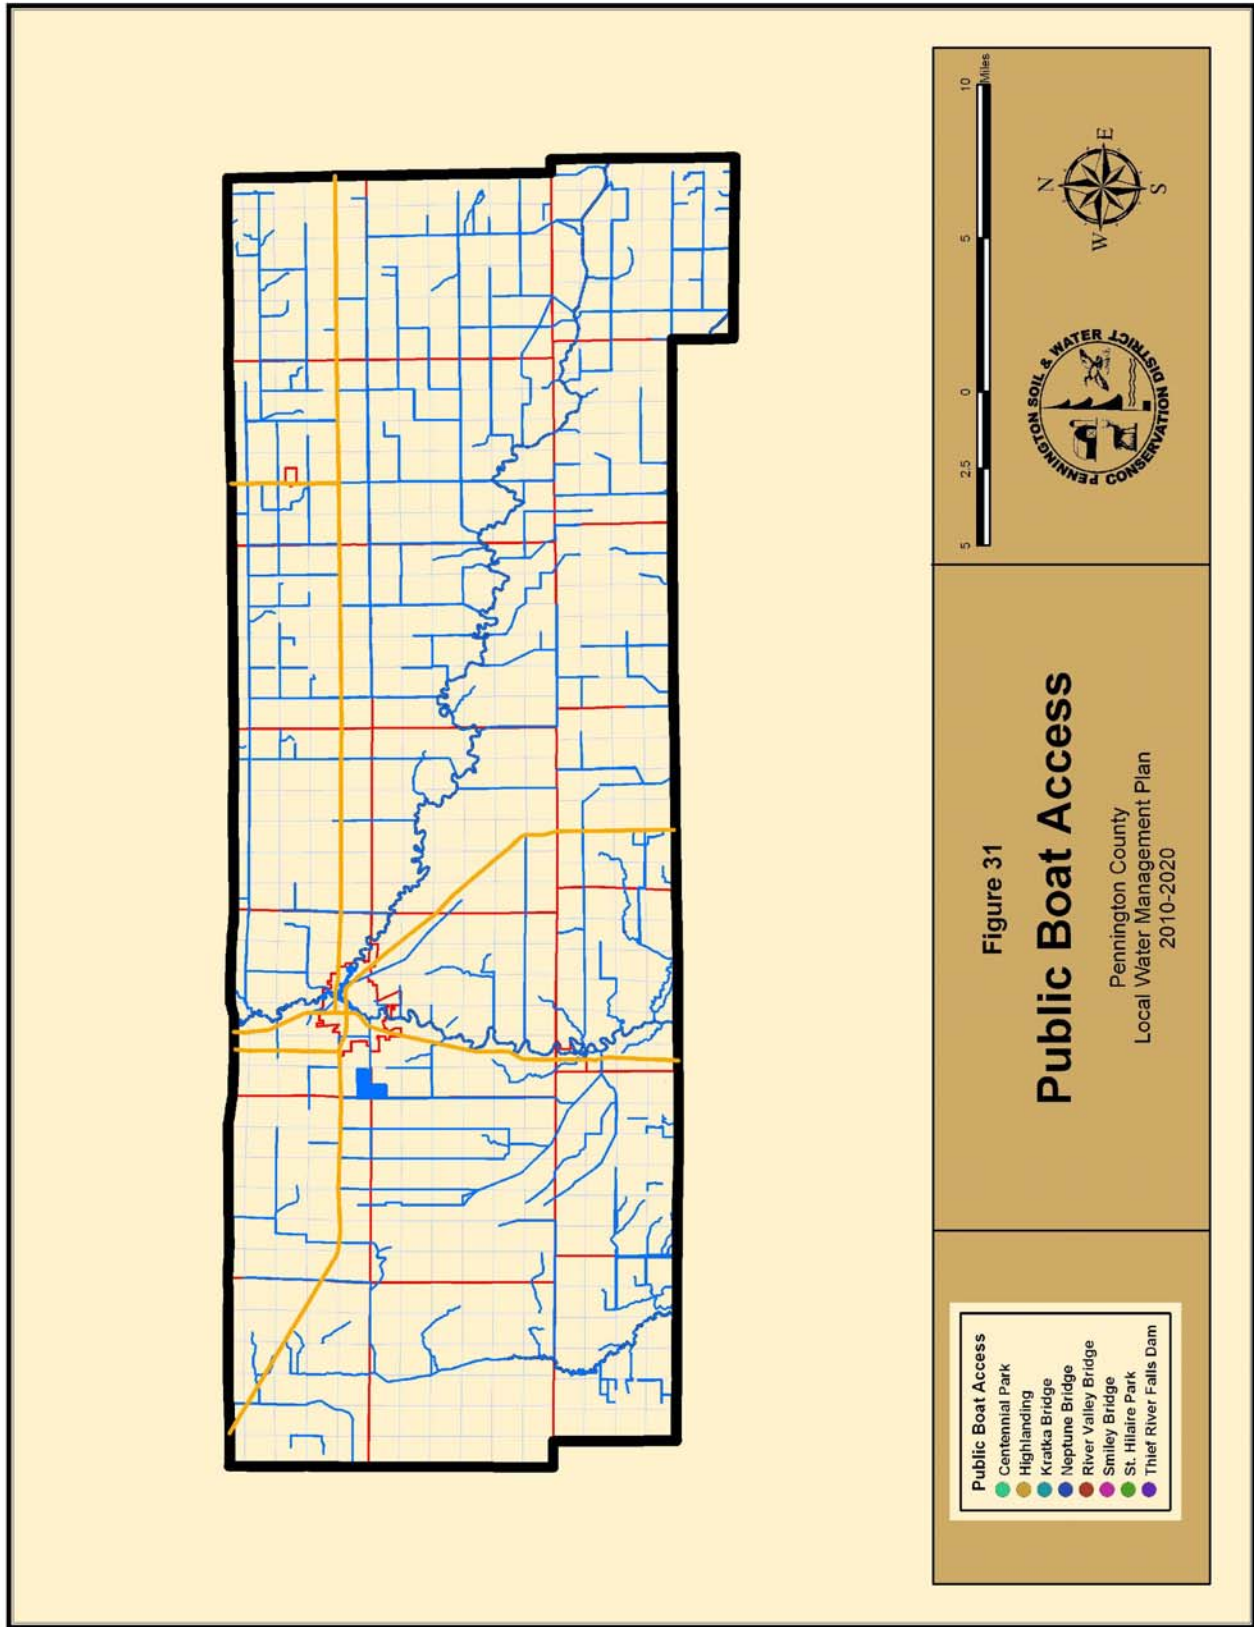 Public Boat Access
Centennial Park
Highlanding
Kratka Bridge
Neptune Bridge
River Valley Bridge
Smiley Bridge
St. Hilaire Park
Thief River Falls Dam
Figure 31
Public Boat Access
Pennington County
Local Water Management Plan
2010-2020
5
2.5
0
5
10
Miles
PENNINGTON SOIL & WATER
CONSERVATION DISTRICT
N
W
E
S